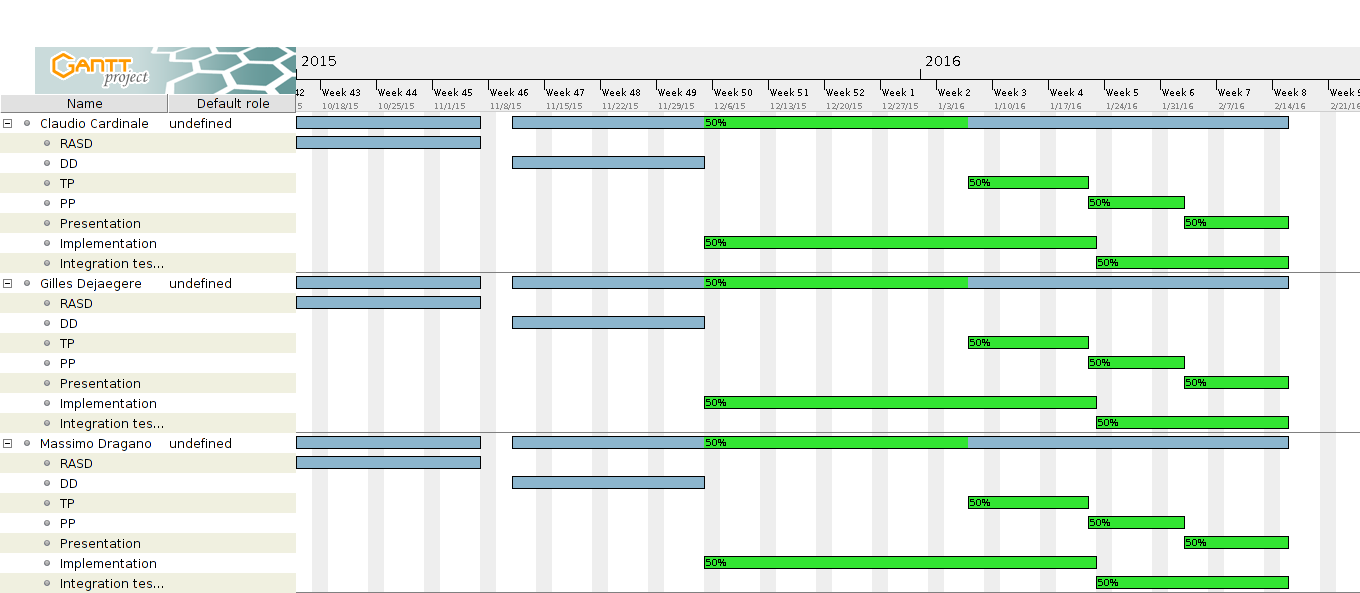 GANTT
project
2015 2016
42 Week 43 Week 44 Week 45 Week 46 Week 47 Week 48 Week 49 Week 50 Week 51 Week 52 Week 1 Week 2 Week 3 Week 4 Week 5 Week 6 Week 7 Week 8 Week 9
Name Default role 5 10/18/15 10/25/15 11/1/15 11/8/15 11/15/15 11/22/15 11/29/15 12/6/15 12/13/15 12/20/15 12/27/15 1/3/16 1/10/16 1/17/16 1/24/16 1/31/16 2/7/16 2/14/16 2/21/16
Claudio Cardinale undefined 50%
RASD
DD
TP 50%
PP 50%
Presentation 50%
Implementation 50%
Integration tes... 50%
Gilles Dejaegere undefined 50%
RASD
DD
TP 50%
PP 50%
Presentation 50%
Implementation 50%
Integration tes... 50%
Massimo Dragano undefined 50%
RASD
DD
TP 50%
PP 50%
Presentation 50%
Implementation 50%
Integration tes... 50%